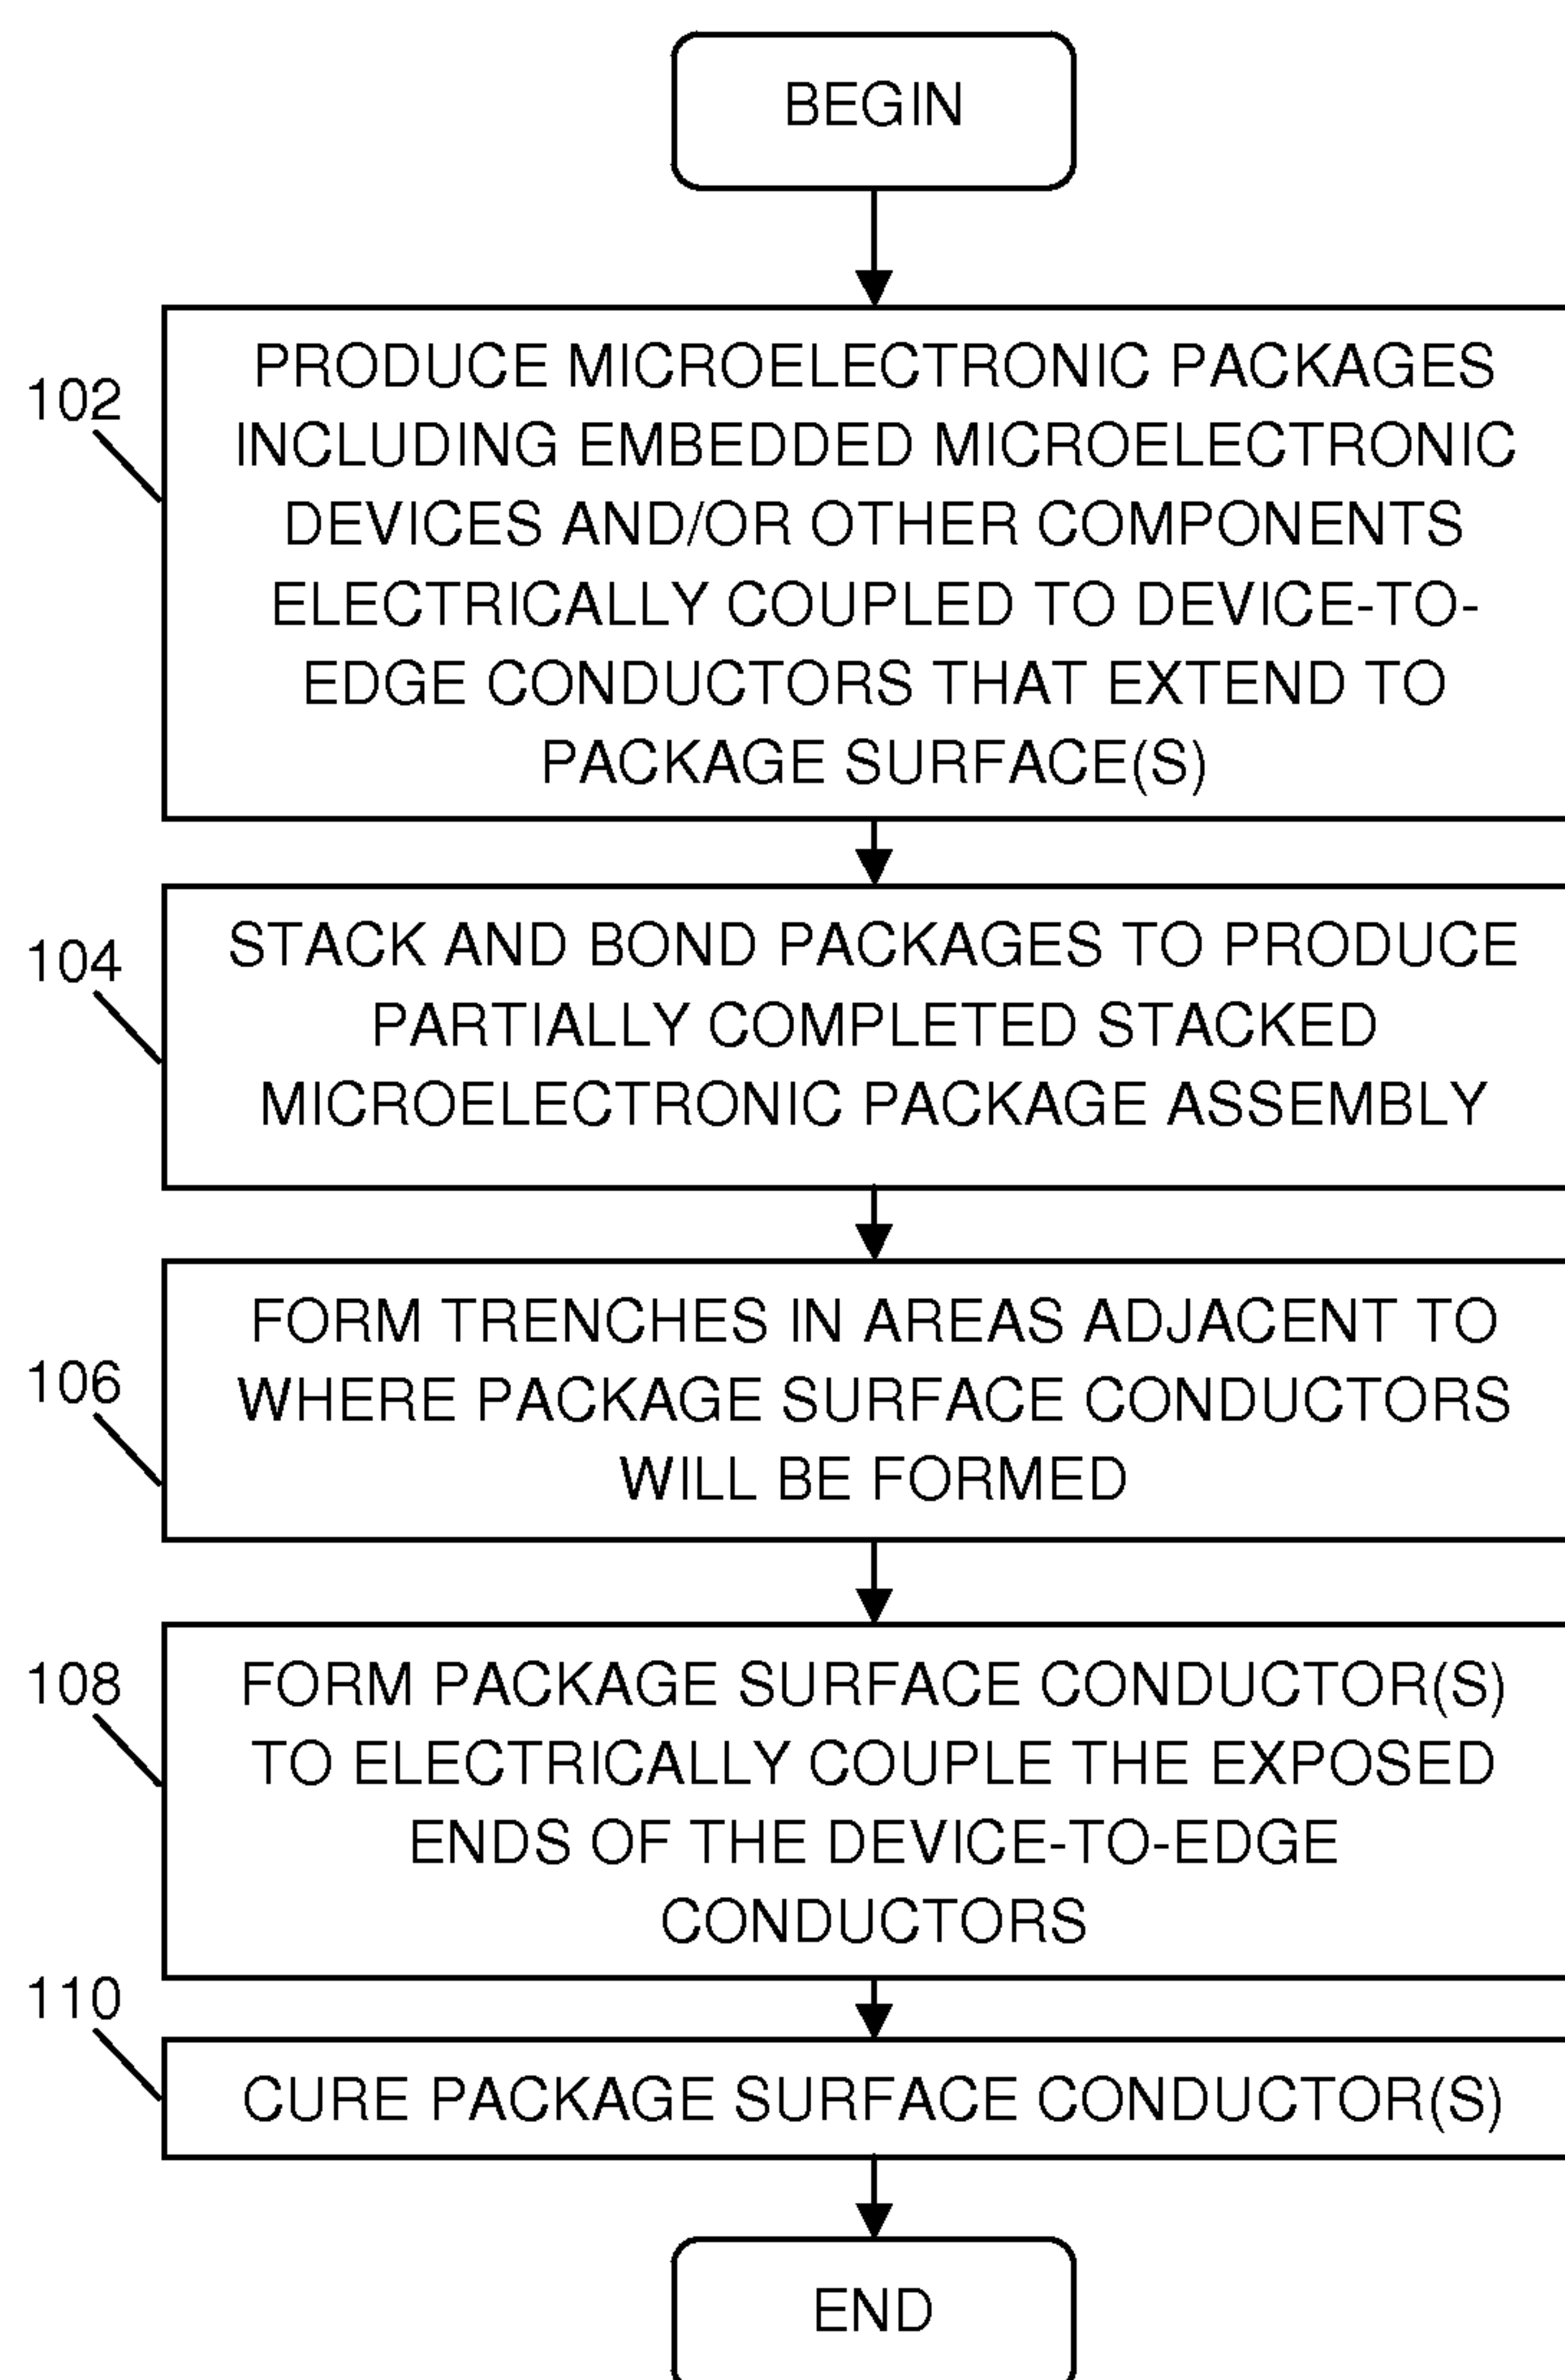 BEGIN
102
PRODUCE MICROELECTRONIC PACKAGES
INCLUDING EMBEDDED MICROELECTRONIC
DEVICES AND/OR OTHER COMPONENTS
ELECTRICALLY COUPLED TO DEVICE-TO-
EDGE CONDUCTORS THAT EXTEND TO
PACKAGE SURFACE(S)
104
STACK AND BOND PACKAGES TO PRODUCE
PARTIALLY COMPLETED STACKED
MICROELECTRONIC PACKAGE ASSEMBLY
106
FORM TRENCHES IN AREAS ADJACENT TO
WHERE PACKAGE SURFACE CONDUCTORS
WILL BE FORMED
108
FORM PACKAGE SURFACE CONDUCTOR(S)
TO ELECTRICALLY COUPLE THE EXPOSED
ENDS OF THE DEVICE-TO-EDGE
CONDUCTORS
110
CURE PACKAGE SURFACE CONDUCTOR(S)
END